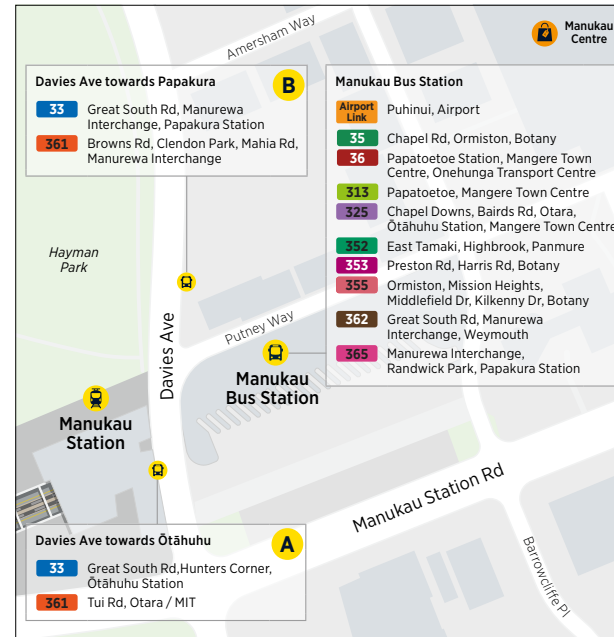 Amersham Way
Manukau
Centre
Davies Ave towards Papakura
B
33 Great South Rd, Manurewa
Interchange, Papakura Station
361 Browns Rd, Clendon Park, Mahia Rd,
Manurewa Interchange
Manukau Bus Station
Airport
Link
Puhinui, Airport
35 Chapel Rd, Ormiston, Botany
36 Papatoetoe Station, Mangere Town
Centre, Onehunga Transport Centre
313 Papatoetoe, Mangere Town Centre
325 Chapel Downs, Bairds Rd, Otara,
Ōtāhuhu Station, Mangere Town Centre
352 East Tamaki, Highbrook, Panmure
353 Preston Rd, Harris Rd, Botany
355 Ormiston, Mission Heights,
Middlefield Dr, Kilkenny Dr, Botany
362 Great South Rd, Manurewa
Interchange, Weymouth
365 Manurewa Interchange,
Randwick Park, Papakura Station
Hayman
Park
Davies Ave
Putney Way
Manukau
Bus Station
Manukau
Station
Manukau Station Rd
Barrowcliffe Pl
Davies Ave towards Ōtāhuhu
A
33 Great South Rd,Hunters Corner,
Ōtāhuhu Station
361 Tui Rd, Otara / MIT